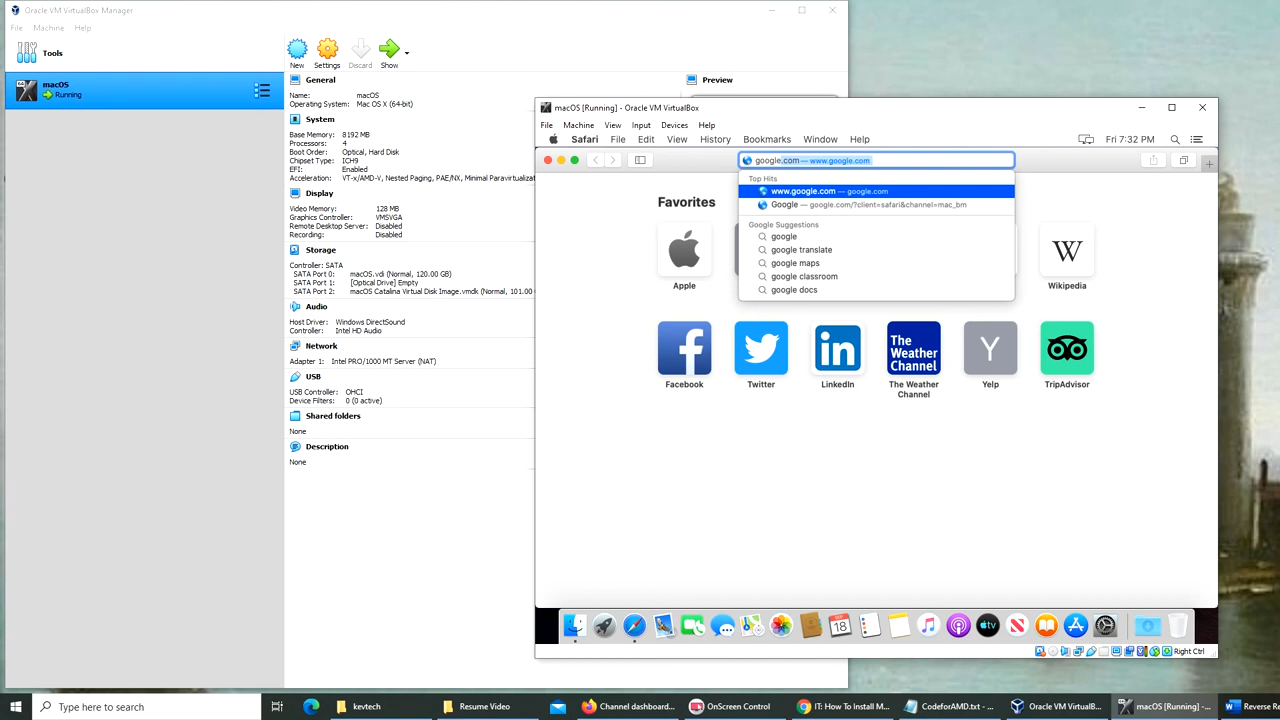 Oracle VM VirtualBox Manager
File Machine Help
Tools
New Settings Discard Show
macOS
Running
General
Name: macOS
Operating System: Mac OS X (64-bit)
System
Base Memory: 8192 MB
Processors: 4
Boot Order: Optical, Hard Disk
Chipset Type: ICH9
EFI: Enabled
Acceleration: VT-x/AMD-V, Nested Paging, PAE/NX, Minimal Paravirtualizat
Display
Video Memory: 128 MB
Graphics Controller: VMSVGA
Remote Desktop Server: Disabled
Recording: Disabled
Storage
Controller: SATA
SATA Port 0: macOS.vdi (Normal, 120.00 GB)
SATA Port 1: [Optical Drive] Empty
SATA Port 2: macOS Catalina Virtual Disk Image.vmdk (Normal, 101.00
Audio
Host Driver: Windows DirectSound
Controller: Intel HD Audio
Network
Adapter 1: Intel PRO/1000 MT Server (NAT)
USB
USB Controller: OHCI
Device Filters: 0 (0 active)
Shared folders
None
Description
None
Preview
macOS [Running] - Oracle VM VirtualBox
File Machine View Input Devices Help
Safari File Edit View History Bookmarks Window Help Fri 7:32 PM
google.com — www.google.com
Top Hits
www.google.com — google.com
Google — google.com/?client=safari&channel=mac_bm
Google Suggestions
google
google translate
google maps
google classroom
google docs
Favorites
Apple
W
Wikipedia
Facebook
Twitter
in
LinkedIn
The Weather Channel
The Weather
Channel
Y
Yelp
TripAdvisor
18
tv
Right Ctrl
Type here to search
kevtech
Resume Video
Channel dashboard...
OnScreen Control
IT: How To Install M...
CodeforAMD.txt - ...
Oracle VM VirtualB...
macOS [Running] -...
Reverse Re